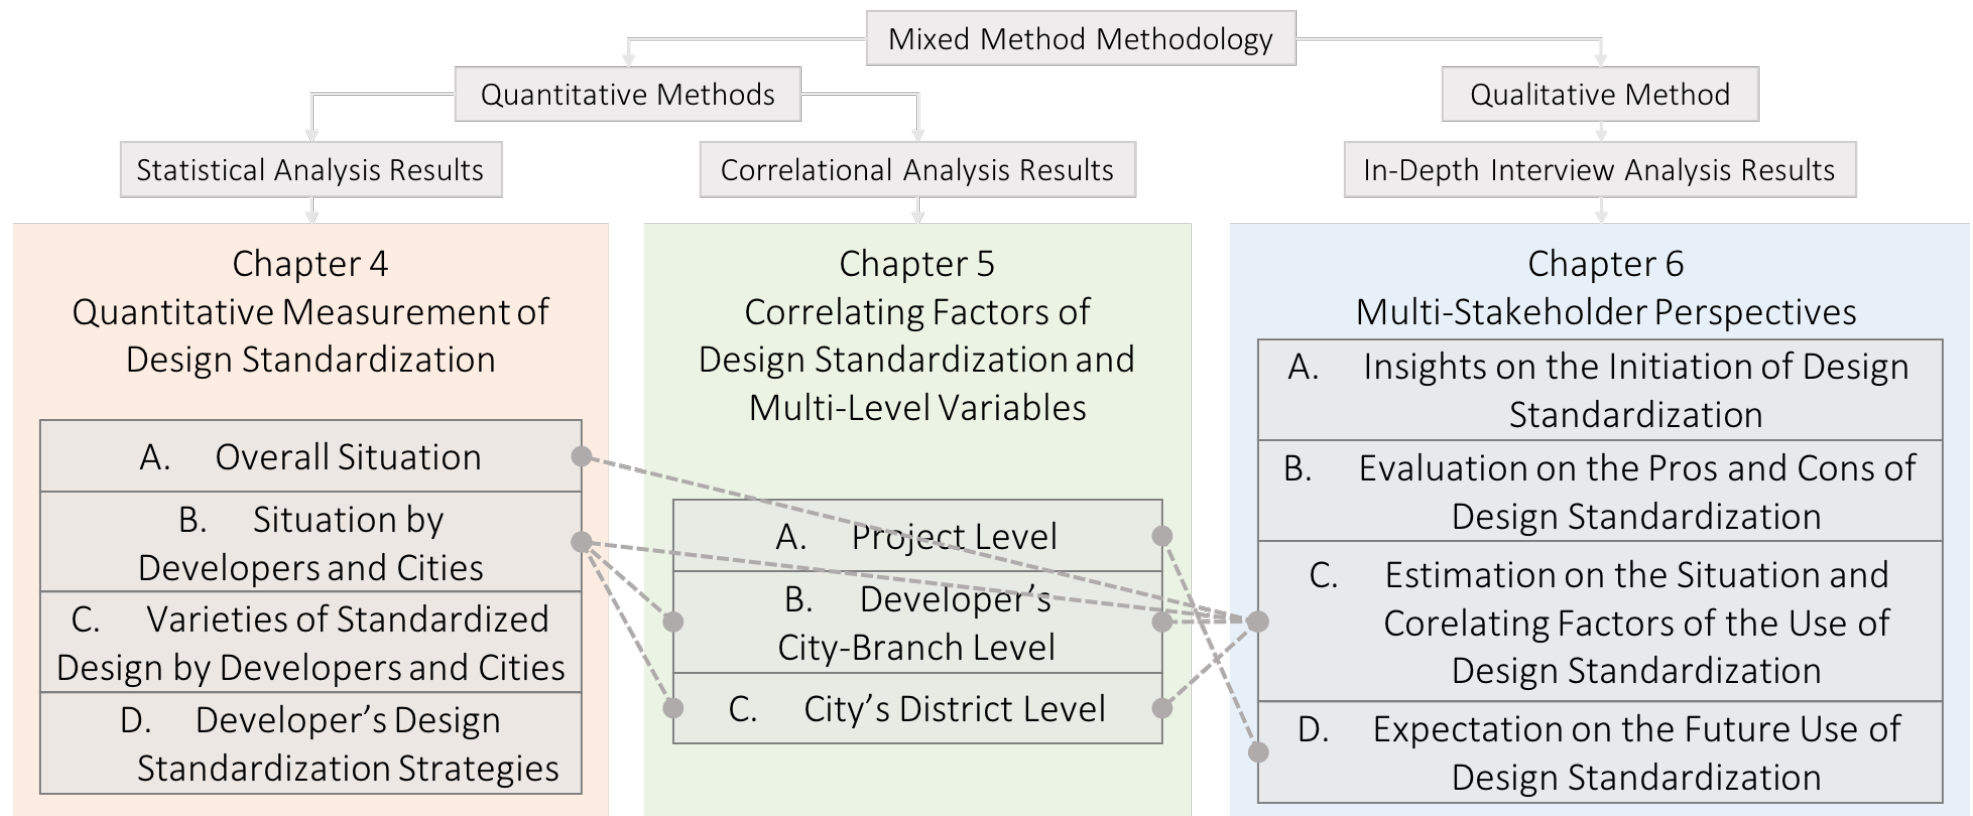 Mixed Method Methodology
Quantitative Methods
Qualitative Method
Statistical Analysis Results
Correlational Analysis Results
In-Depth Interview Analysis Results
Chapter 4
Quantitative Measurement of
Design Standardization
A. Overall Situation
B. Situation by
Developers and Cities
C. Varieties of Standardized
Design by Developers and Cities
D. Developer's Design
Standardization Strategies
Chapter 5
Correlating Factors of
Design Standardization and
Multi-Level Variables
A. Project Level
B. Developer's
City-Branch Level
C. City's District Level
Chapter 6
Multi-Stakeholder Perspectives
A. Insights on the Initiation of Design
Standardization
B. Evaluation on the Pros and Cons of
Design Standardization
C. Estimation on the Situation and
Corelating Factors of the Use of
Design Standardization
D. Expectation on the Future Use of
Design Standardization